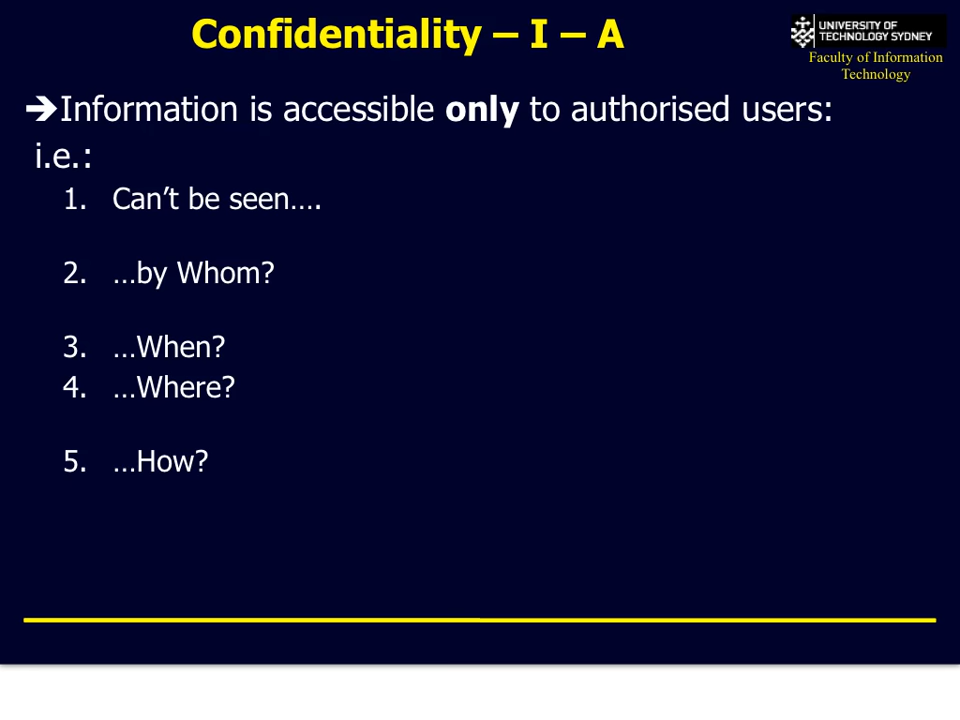 Confidentiality – I – A
UNIVERSITY OF
TECHNOLOGY SYDNEY
Faculty of Information
Technology
➔Information is accessible only to authorised users:
i.e.:
1. Can’t be seen….
2. …by Whom?
3. …When?
4. …Where?
5. …How?